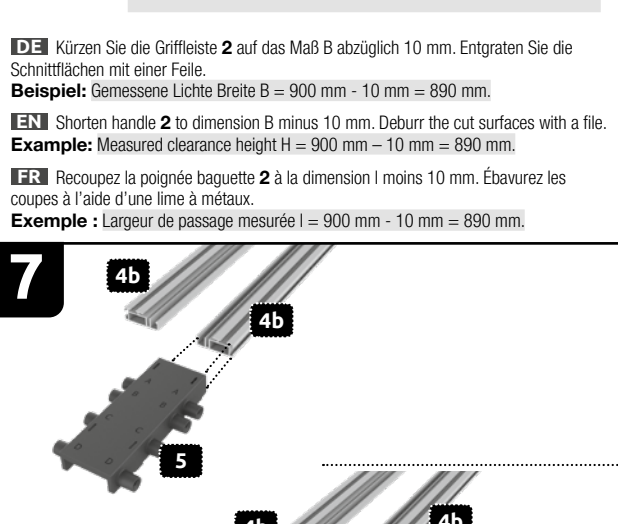 DE Kürzen Sie die Griffleiste 2 auf das Maß B abzüglich 10 mm. Entgraten Sie die
Schnittflächen mit einer Feile.
Beispiel: Gemessene Lichte Breite B = 900 mm - 10 mm = 890 mm.
EN Shorten handle 2 to dimension B minus 10 mm. Deburr the cut surfaces with a file.
Example: Measured clearance height H = 900 mm – 10 mm = 890 mm.
FR Recoupez la poignée baguette 2 à la dimension l moins 10 mm. Ébavurez les
coupes à l'aide d'une lime à métaux.
Exemple : Largeur de passage mesurée l = 900 mm - 10 mm = 890 mm.
7
4b
4b
A
B
B
C
C
D
D
5
4b
4b